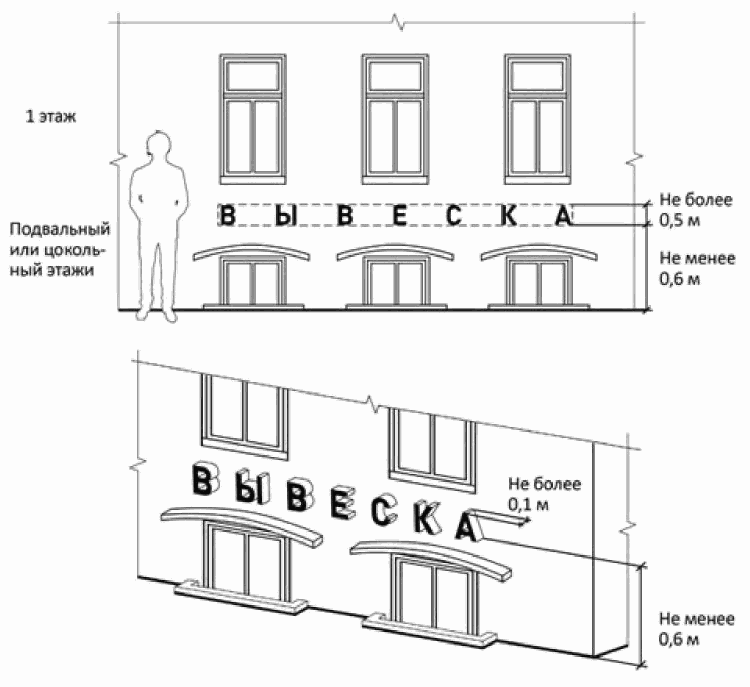 1 этаж
Подвальный
или цоколь-
ный этажи
В Ы В Е С К А
Не более
0,5 м
Не менее
0,6 м
ВЫВЕСКА
Не более
0,1 м
Не менее
0,6 м